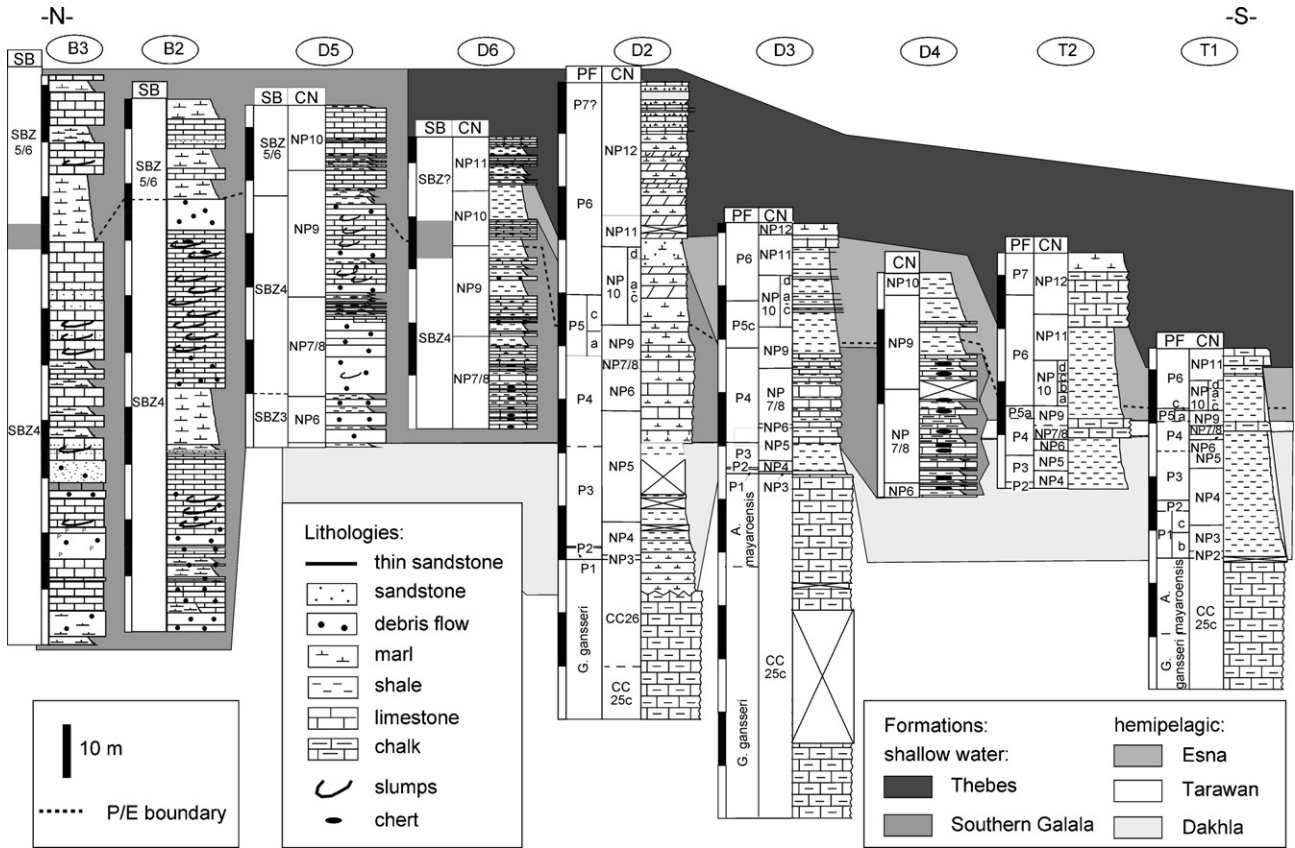 -N-
-S-
B3
B2
D5
D6
D2
D3
D4
T2
T1
SB
SBZ
5/6
SBZ4
SB
SBZ
5/6
SBZ4
SB CN
SBZ
5/6
SBZ4
SBZ3
NP10
NP9
NP7/8
NP6
SB CN
SBZ?
SBZ4
NP11
NP10
NP9
NP7/8
PF CN
P7?
P6
P5
c
a
P4
P3
P2
P1
G. gansseri
NP12
NP11
NP
10
d
a
-
c
NP9
NP7/8
NP6
NP5
NP4
NP3
CC26
CC
25c
PF CN
P6
P5c
P4
P3
P2
P1
A.
mayaroensis
G. gansseri
NP12
NP11
NP
10
d
a
-
c
NP9
NP
7/8
NP6
NP5
NP4
NP3
CC
25c
CN
NP10
NP9
NP
7/8
NP6
PF CN
P7
P6
P5a
P4
P3
P2
NP12
NP11
NP
10
d
c
b
a
NP9
NP7/8
NP6
NP5
NP4
PF CN
P6
c
P5
a
P4
P3
P2
P1
c
b
A.
mayaroensis
G.
gansseri
NP11
NP
10
d
a
-
c
NP9
NP7/8
NP6
NP5
NP4
NP3
NP2
CC
25c
10 m
P/E boundary
Lithologies:
thin sandstone
sandstone
debris flow
marl
shale
limestone
chalk
slumps
chert
Formations:
shallow water:
Thebes
Southern Galala
hemipelagic:
Esna
Tarawan
Dakhla